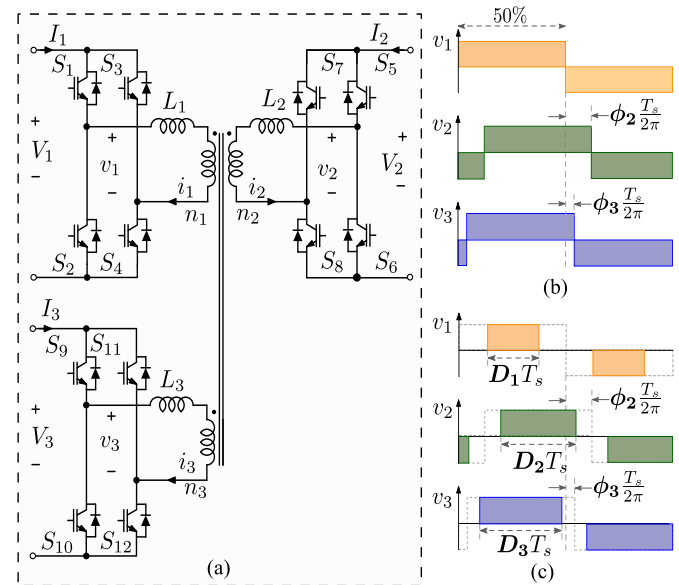 I₁
S₁ S₃
L₁
+
V₁
−
+
v₁
−
i₁
n₁
S₂ S₄
I₂
S₇ S₅
L₂
+
v₂
−
+
V₂
−
i₂
n₂
S₈ S₆
I₃
S₉ S₁₁
L₃
+
V₃
−
+
v₃
−
i₃
n₃
S₁₀ S₁₂
(a)
50%
v₁
v₂
ϕ₂ Tₛ/2π
v₃
ϕ₃ Tₛ/2π
(b)
v₁
D₁Tₛ
ϕ₂ Tₛ/2π
v₂
D₂Tₛ
ϕ₃ Tₛ/2π
v₃
D₃Tₛ
(c)